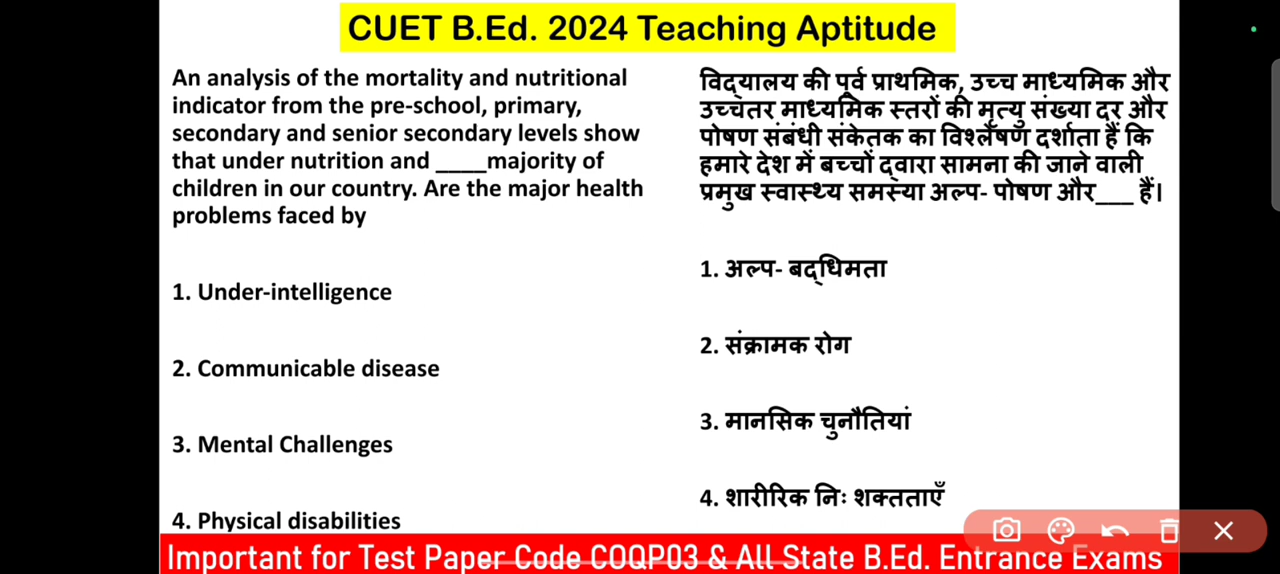 CUET B.Ed. 2024 Teaching Aptitude
An analysis of the mortality and nutritional
indicator from the pre-school, primary,
secondary and senior secondary levels show
that under nutrition and ____majority of
children in our country. Are the major health
problems faced by
1. Under-intelligence
2. Communicable disease
3. Mental Challenges
4. Physical disabilities
विद्यालय की पूर्व प्राथमिक, उच्च माध्यमिक और
उच्चतर माध्यमिक स्तरों की मृत्यु संख्या दर और
पोषण संबंधी संकेतक का विश्लेषण दर्शाता हैं कि
हमारे देश में बच्चों द्वारा सामना की जाने वाली
प्रमुख स्वास्थ्य समस्या अल्प- पोषण और___ हैं।
1. अल्प- बद्धिमता
2. संक्रामक रोग
3. मानसिक चुनौतियां
4. शारीरिक निः शक्तताएँ
Important for Test Paper Code COQP03 & All State B.Ed. Entrance Exams